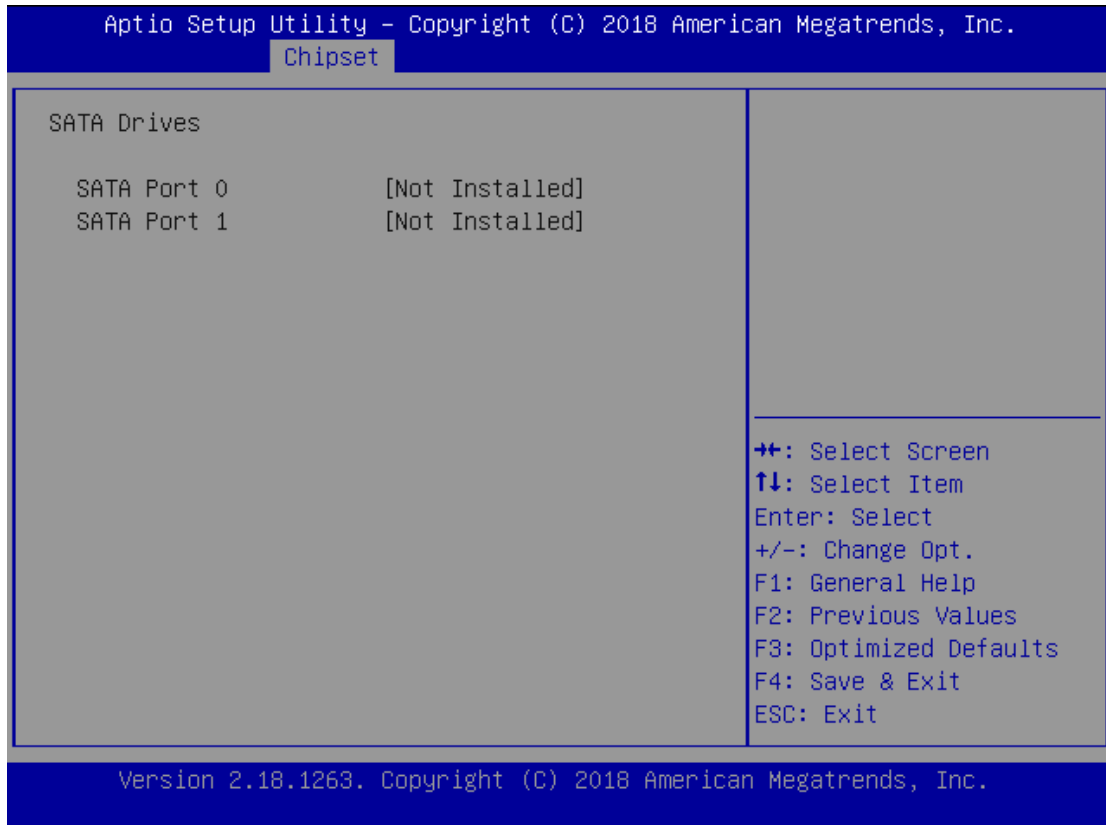 Aptio Setup Utility – Copyright (C) 2018 American Megatrends, Inc.
Chipset
SATA Drives
SATA Port 0 [Not Installed]
SATA Port 1 [Not Installed]
→←: Select Screen
↑↓: Select Item
Enter: Select
+/-: Change Opt.
F1: General Help
F2: Previous Values
F3: Optimized Defaults
F4: Save & Exit
ESC: Exit
Version 2.18.1263. Copyright (C) 2018 American Megatrends, Inc.